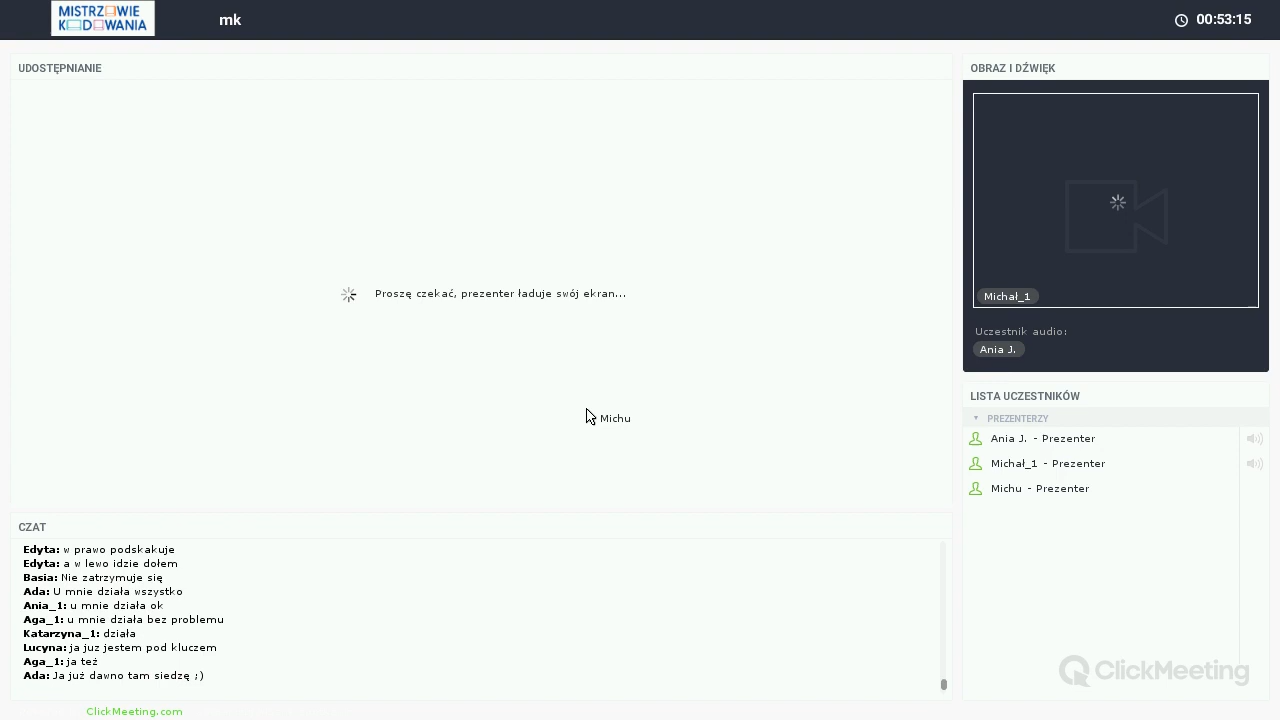 MISTRZOWIE
KODOWANIA
mk
00:53:15
UDOSTĘPNIANIE
Proszę czekać, prezenter ładuje swój ekran...
Michu
OBRAZ I DŹWIĘK
Michał_1
Uczestnik audio:
Ania J.
LISTA UCZESTNIKÓW
PREZENTERZY
Ania J. - Prezenter
Michał_1 - Prezenter
Michu - Prezenter
CZAT
Edyta: w prawo podskakuje
Edyta: a w lewo idzie dołem
Basia: Nie zatrzymuje się
Ada: U mnie działa wszystko
Ania_1: u mnie działa ok
Aga_1: u mnie działa bez problemu
Katarzyna_1: działa
Lucyna: ja juz jestem pod kluczem
Aga_1: ja też
Ada: Ja już dawno tam siedzę ;)
ClickMeeting
ClickMeeting.com